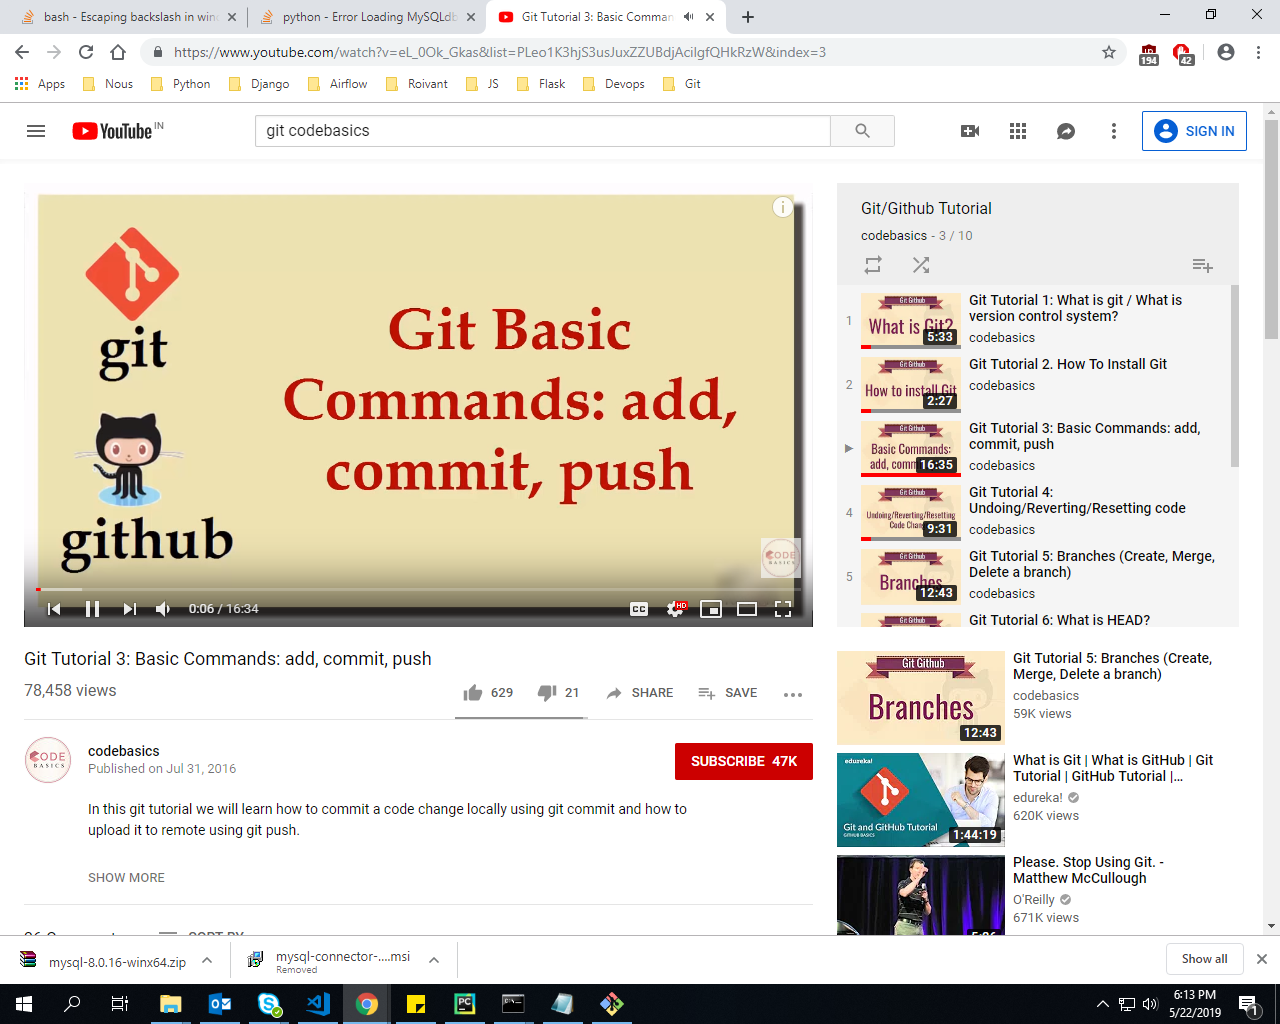 bash - Escaping backslash in win
python - Error Loading MySQLdb
Git Tutorial 3: Basic Comman
https://www.youtube.com/watch?v=eL_0Ok_Gkas&list=PLeo1K3hjS3usJuxZZUBdjAcilgfQHkRzW&index=3
194
42
Apps
Nous
Python
Django
Airflow
Roivant
JS
Flask
Devops
Git
YouTube IN
git codebasics
SIGN IN
git
github
Git Basic
Commands: add,
commit, push
CODE
BASICS
0:06 / 16:34
CC
HD
Git Tutorial 3: Basic Commands: add, commit, push
78,458 views
629
21
SHARE
SAVE
CODE
BASICS
codebasics
Published on Jul 31, 2016
SUBSCRIBE 47K
In this git tutorial we will learn how to commit a code change locally using git commit and how to
upload it to remote using git push.
SHOW MORE
SORT BY
Git/Github Tutorial
codebasics - 3 / 10
1
Git Github
What is Git?
5:33
Git Tutorial 1: What is git / What is
version control system?
codebasics
2
Git Github
How to install Git
2:27
Git Tutorial 2. How To Install Git
codebasics
Git Github
Basic Commands:
add, com
16:35
Git Tutorial 3: Basic Commands: add,
commit, push
codebasics
4
Git Github
Undoing/Reverting/Resetting
Code Chang
9:31
Git Tutorial 4:
Undoing/Reverting/Resetting code
codebasics
5
Git Github
Branches
12:43
Git Tutorial 5: Branches (Create, Merge,
Delete a branch)
codebasics
Git Github
Git Tutorial 6: What is HEAD?
Git Github
Branches
12:43
Git Tutorial 5: Branches (Create,
Merge, Delete a branch)
codebasics
59K views
edureka!
Git and GitHub Tutorial
GITHUB BASICS
1:44:19
What is Git | What is GitHub | Git
Tutorial | GitHub Tutorial |...
edureka!
620K views
Please. Stop Using Git. -
Matthew McCullough
O'Reilly
671K views
mysql-8.0.16-winx64.zip
mysql-connector-....msi
Removed
Show all
6:13 PM
5/22/2019
1